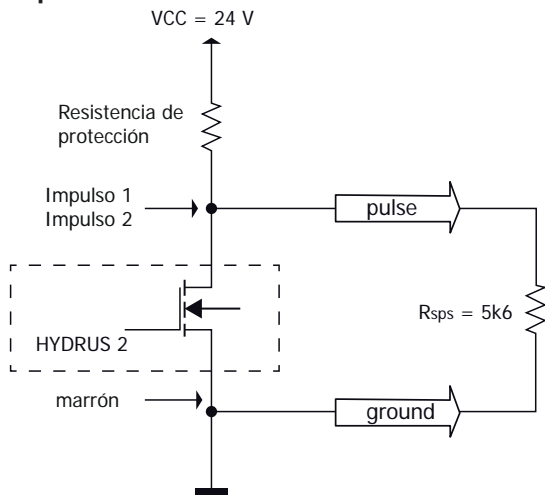 VCC = 24 V
Resistencia de
protección
Impulso 1
Impulso 2
pulse
Rsps = 5k6
HYDRUS 2
marrón
ground